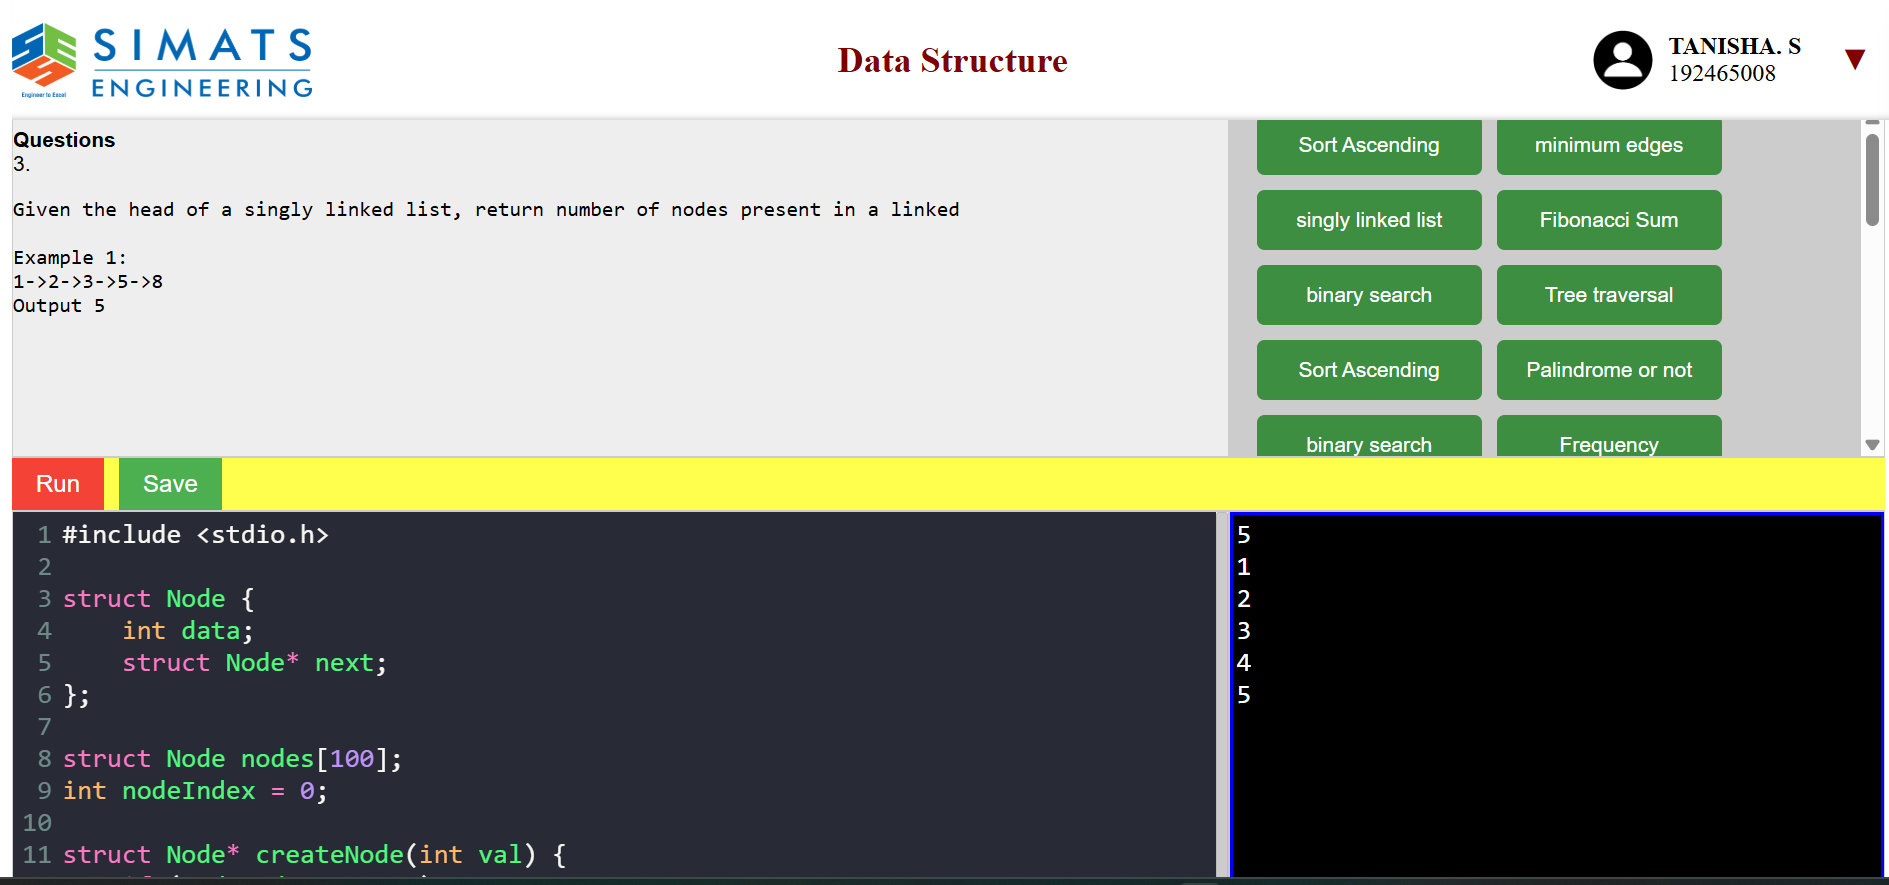 SIMATS
ENGINEERING
Engineer to Excel
Data Structure
TANISHA. S
192465008
Questions
3.
Given the head of a singly linked list, return number of nodes present in a linked
Example 1:
1->2->3->5->8
Output 5
Sort Ascending
minimum edges
singly linked list
Fibonacci Sum
binary search
Tree traversal
Sort Ascending
Palindrome or not
binary search
Frequency
Run
Save
1 #include <stdio.h>
2
3 struct Node {
4     int data;
5     struct Node* next;
6 };
7
8 struct Node nodes[100];
9 int nodeIndex = 0;
10
11 struct Node* createNode(int val) {
5
1
2
3
4
5